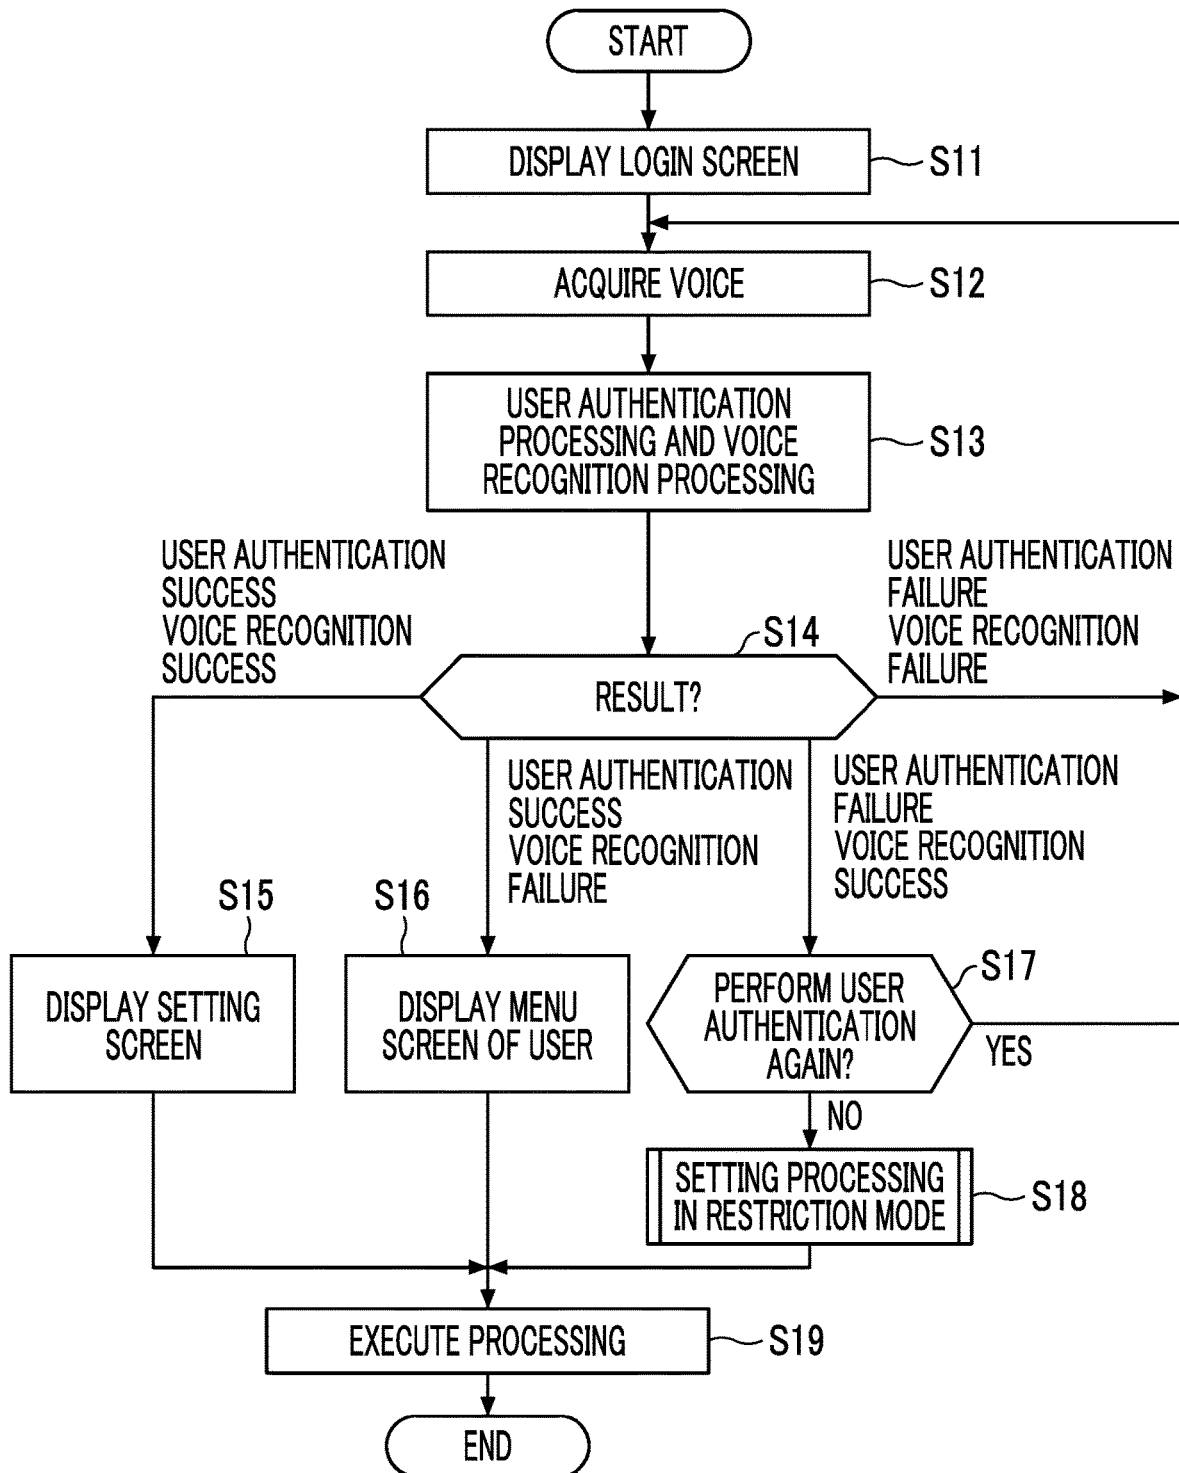 START
DISPLAY LOGIN SCREEN
S11
ACQUIRE VOICE
S12
USER AUTHENTICATION
PROCESSING AND VOICE
RECOGNITION PROCESSING
S13
USER AUTHENTICATION
SUCCESS
VOICE RECOGNITION
SUCCESS
S14
RESULT?
USER AUTHENTICATION
FAILURE
VOICE RECOGNITION
FAILURE
USER AUTHENTICATION
SUCCESS
VOICE RECOGNITION
FAILURE
USER AUTHENTICATION
FAILURE
VOICE RECOGNITION
SUCCESS
S15
DISPLAY SETTING
SCREEN
S16
DISPLAY MENU
SCREEN OF USER
S17
PERFORM USER
AUTHENTICATION
AGAIN?
YES
NO
SETTING PROCESSING
IN RESTRICTION MODE
S18
EXECUTE PROCESSING
S19
END